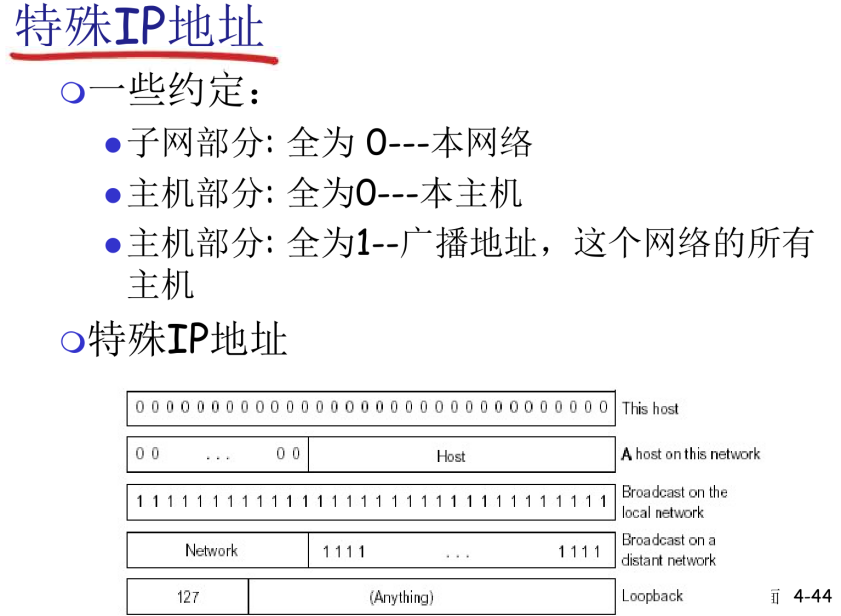 特殊IP地址
一些约定：
子网部分: 全为 0---本网络
主机部分: 全为0---本主机
主机部分: 全为1--广播地址，这个网络的所有
主机
特殊IP地址
0 0 0 0 0 0 0 0 0 0 0 0 0 0 0 0 0 0 0 0 0 0 0 0 0 0 0 0 0 0 0 0 This host
0 0 ... 0 0 Host A host on this network
1 1 1 1 1 1 1 1 1 1 1 1 1 1 1 1 1 1 1 1 1 1 1 1 1 1 1 1 1 1 1 1 Broadcast on the
local network
Network 1 1 1 1 ... 1 1 1 1 Broadcast on a
distant network
127 (Anything) Loopback 4-44